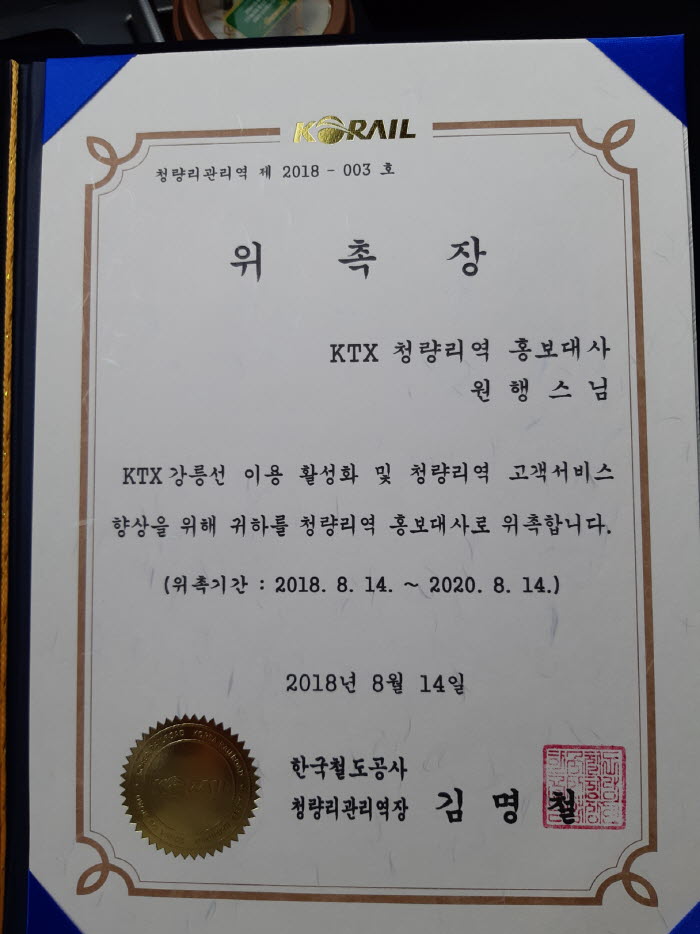 KORAIL
청량리관리역 제 2018 - 003 호
위 촉 장
KTX 청량리역 홍보대사
원 행 스 님
KTX 강릉선 이용 활성화 및 청량리역 고객서비스
향상을 위해 귀하를 청량리역 홍보대사로 위촉합니다.
(위촉기간 : 2018. 8. 14. ~ 2020. 8. 14.)
2018년 8월 14일
한국철도공사
청량리관리역장 김 명 철